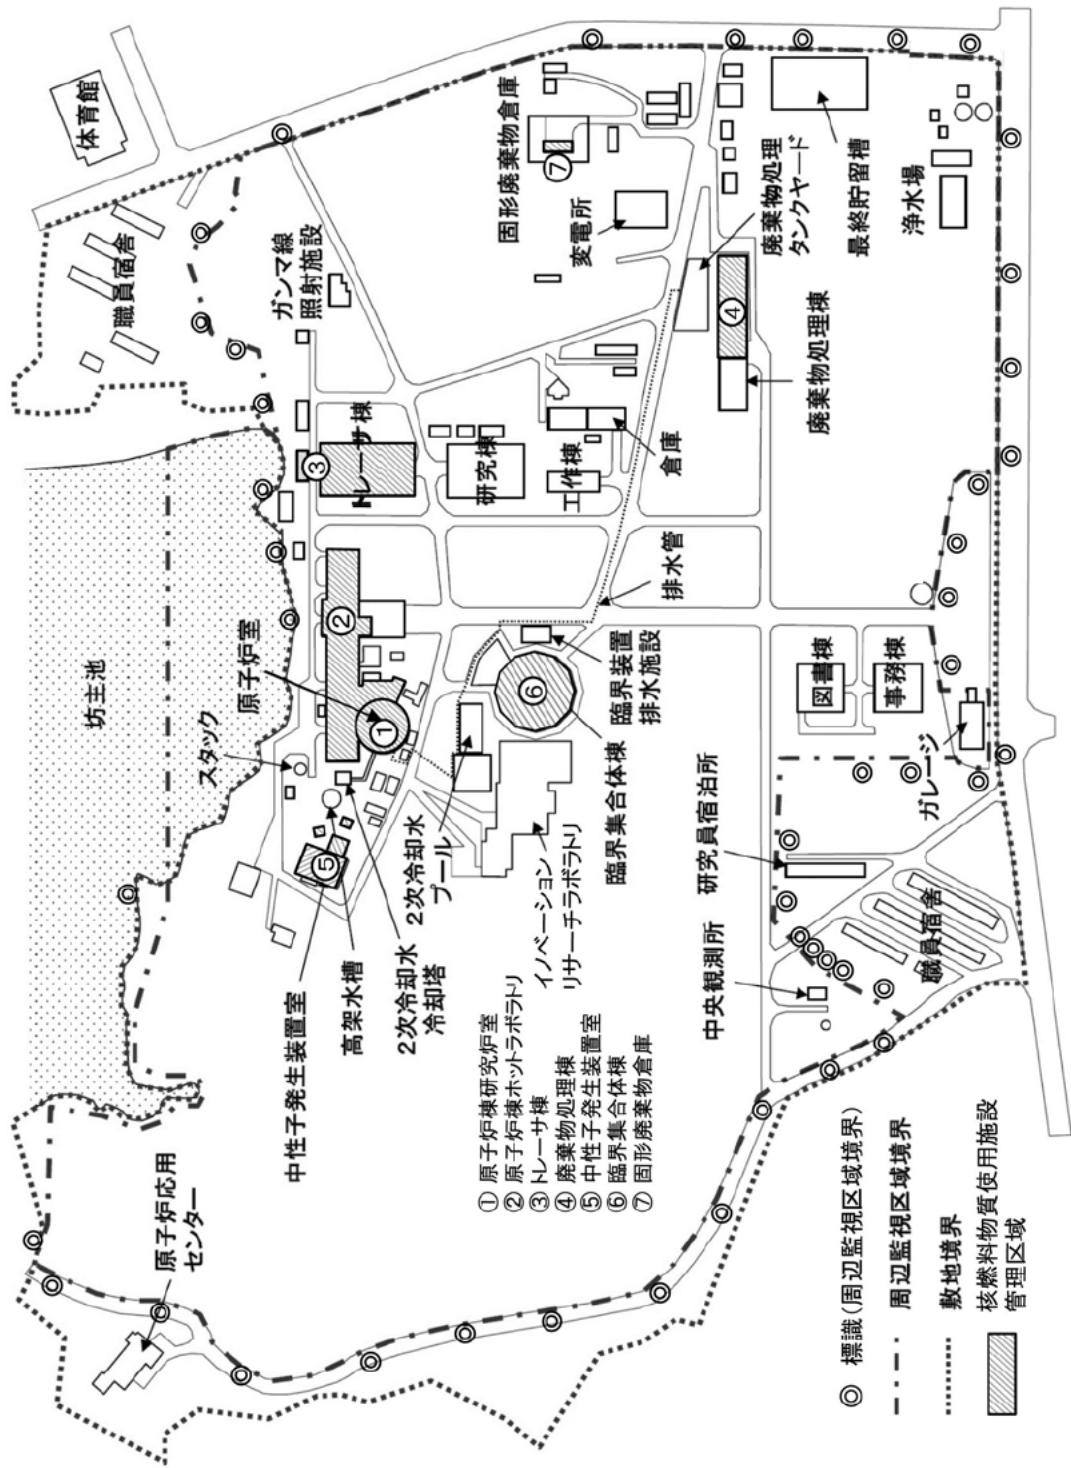 体育館
職員宿舎
坊主池
ガンマ線
照射施設
固形廃棄物倉庫
⑦
変電所
廃棄物処理
タンクヤード
最終貯留槽
浄水場
③
トレーサ棟
研究棟
工作棟
倉庫
④
廃棄物処理棟
スタック
原子炉室
②
①
⑥
臨界装置
排水施設
排水管
図書棟
事務棟
ガレージ
⑤
中性子発生装置室
高架水槽
2次冷却水
冷却塔
2次冷却水
プール
イノベーション
リサーチラボラトリ
臨界集合体棟
中央観測所
研究員宿泊所
職員宿舎
原子炉応用
センター
① 原子炉棟研究炉室
② 原子炉棟ホットラボラトリ
③ トレーサ棟
④ 廃棄物処理棟
⑤ 中性子発生装置室
⑥ 臨界集合体棟
⑦ 固形廃棄物倉庫
標識(周辺監視区域境界)
周辺監視区域境界
敷地境界
核燃料物質使用施設
管理区域